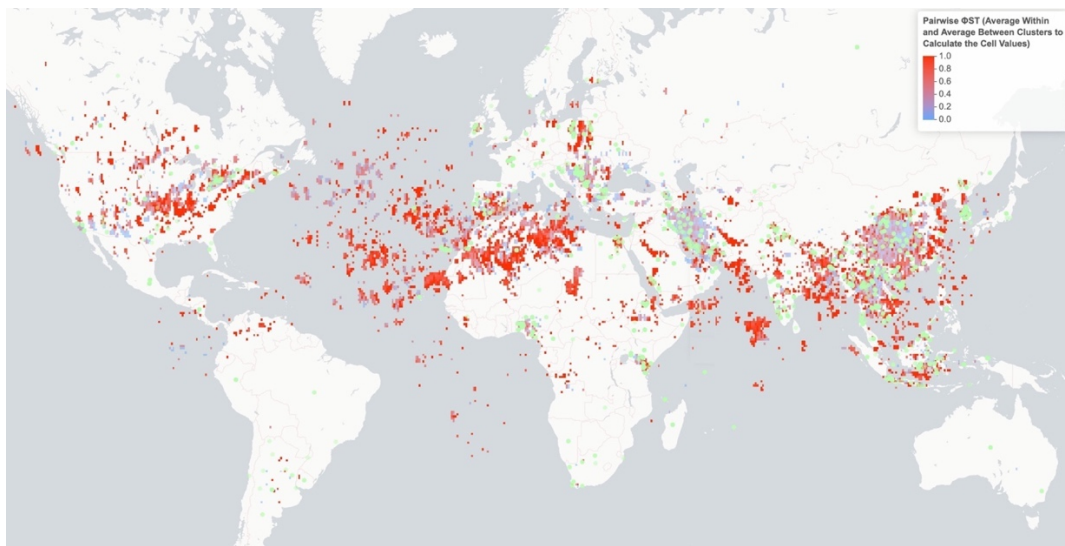 Pairwise ΦST (Average Within
and Average Between Clusters to
Calculate the Cell Values)
1.0
0.8
0.6
0.4
0.2
0.0